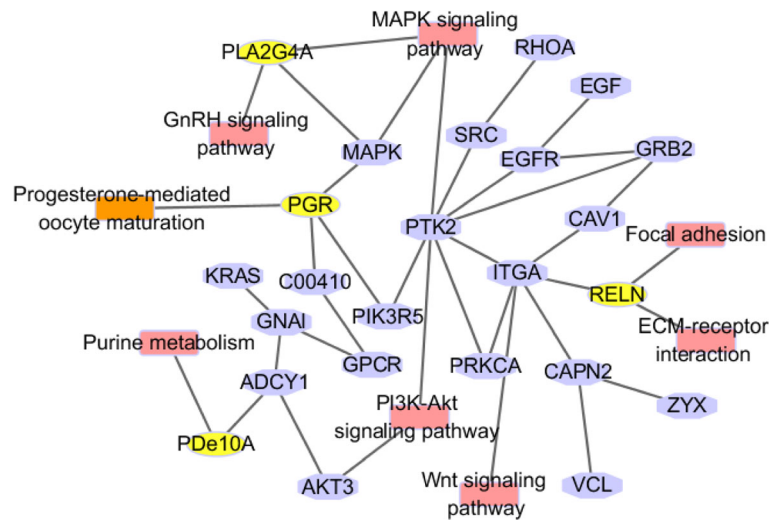 MAPK signaling
pathway
PLA2G4A
RHOA
EGF
GnRH signaling
pathway
MAPK
SRC
EGFR
GRB2
Progesterone-mediated
oocyte maturation
PGR
PTK2
CAV1
Focal adhesion
KRAS
C00410
ITGA
RELN
GNAI
PIK3R5
ECM-receptor
interaction
Purine metabolism
GPCR
PRKCA
CAPN2
ADCY1
PI3K-Akt
signaling pathway
ZYX
PDe10A
AKT3
Wnt signaling
pathway
VCL